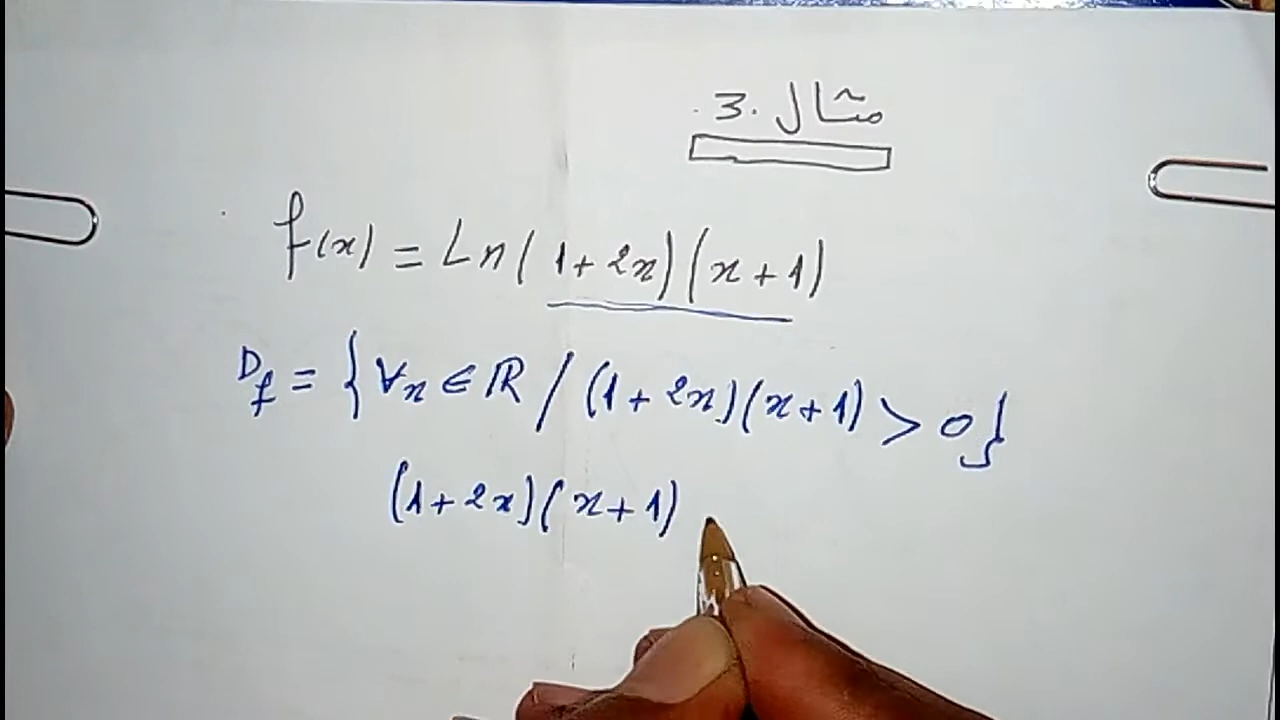 مثال .3.
f(x) = Ln(1+2x)(x+1)
Df = {∀x ∈ ℝ / (1+2x)(x+1) > 0}
(1+2x)(x+1)